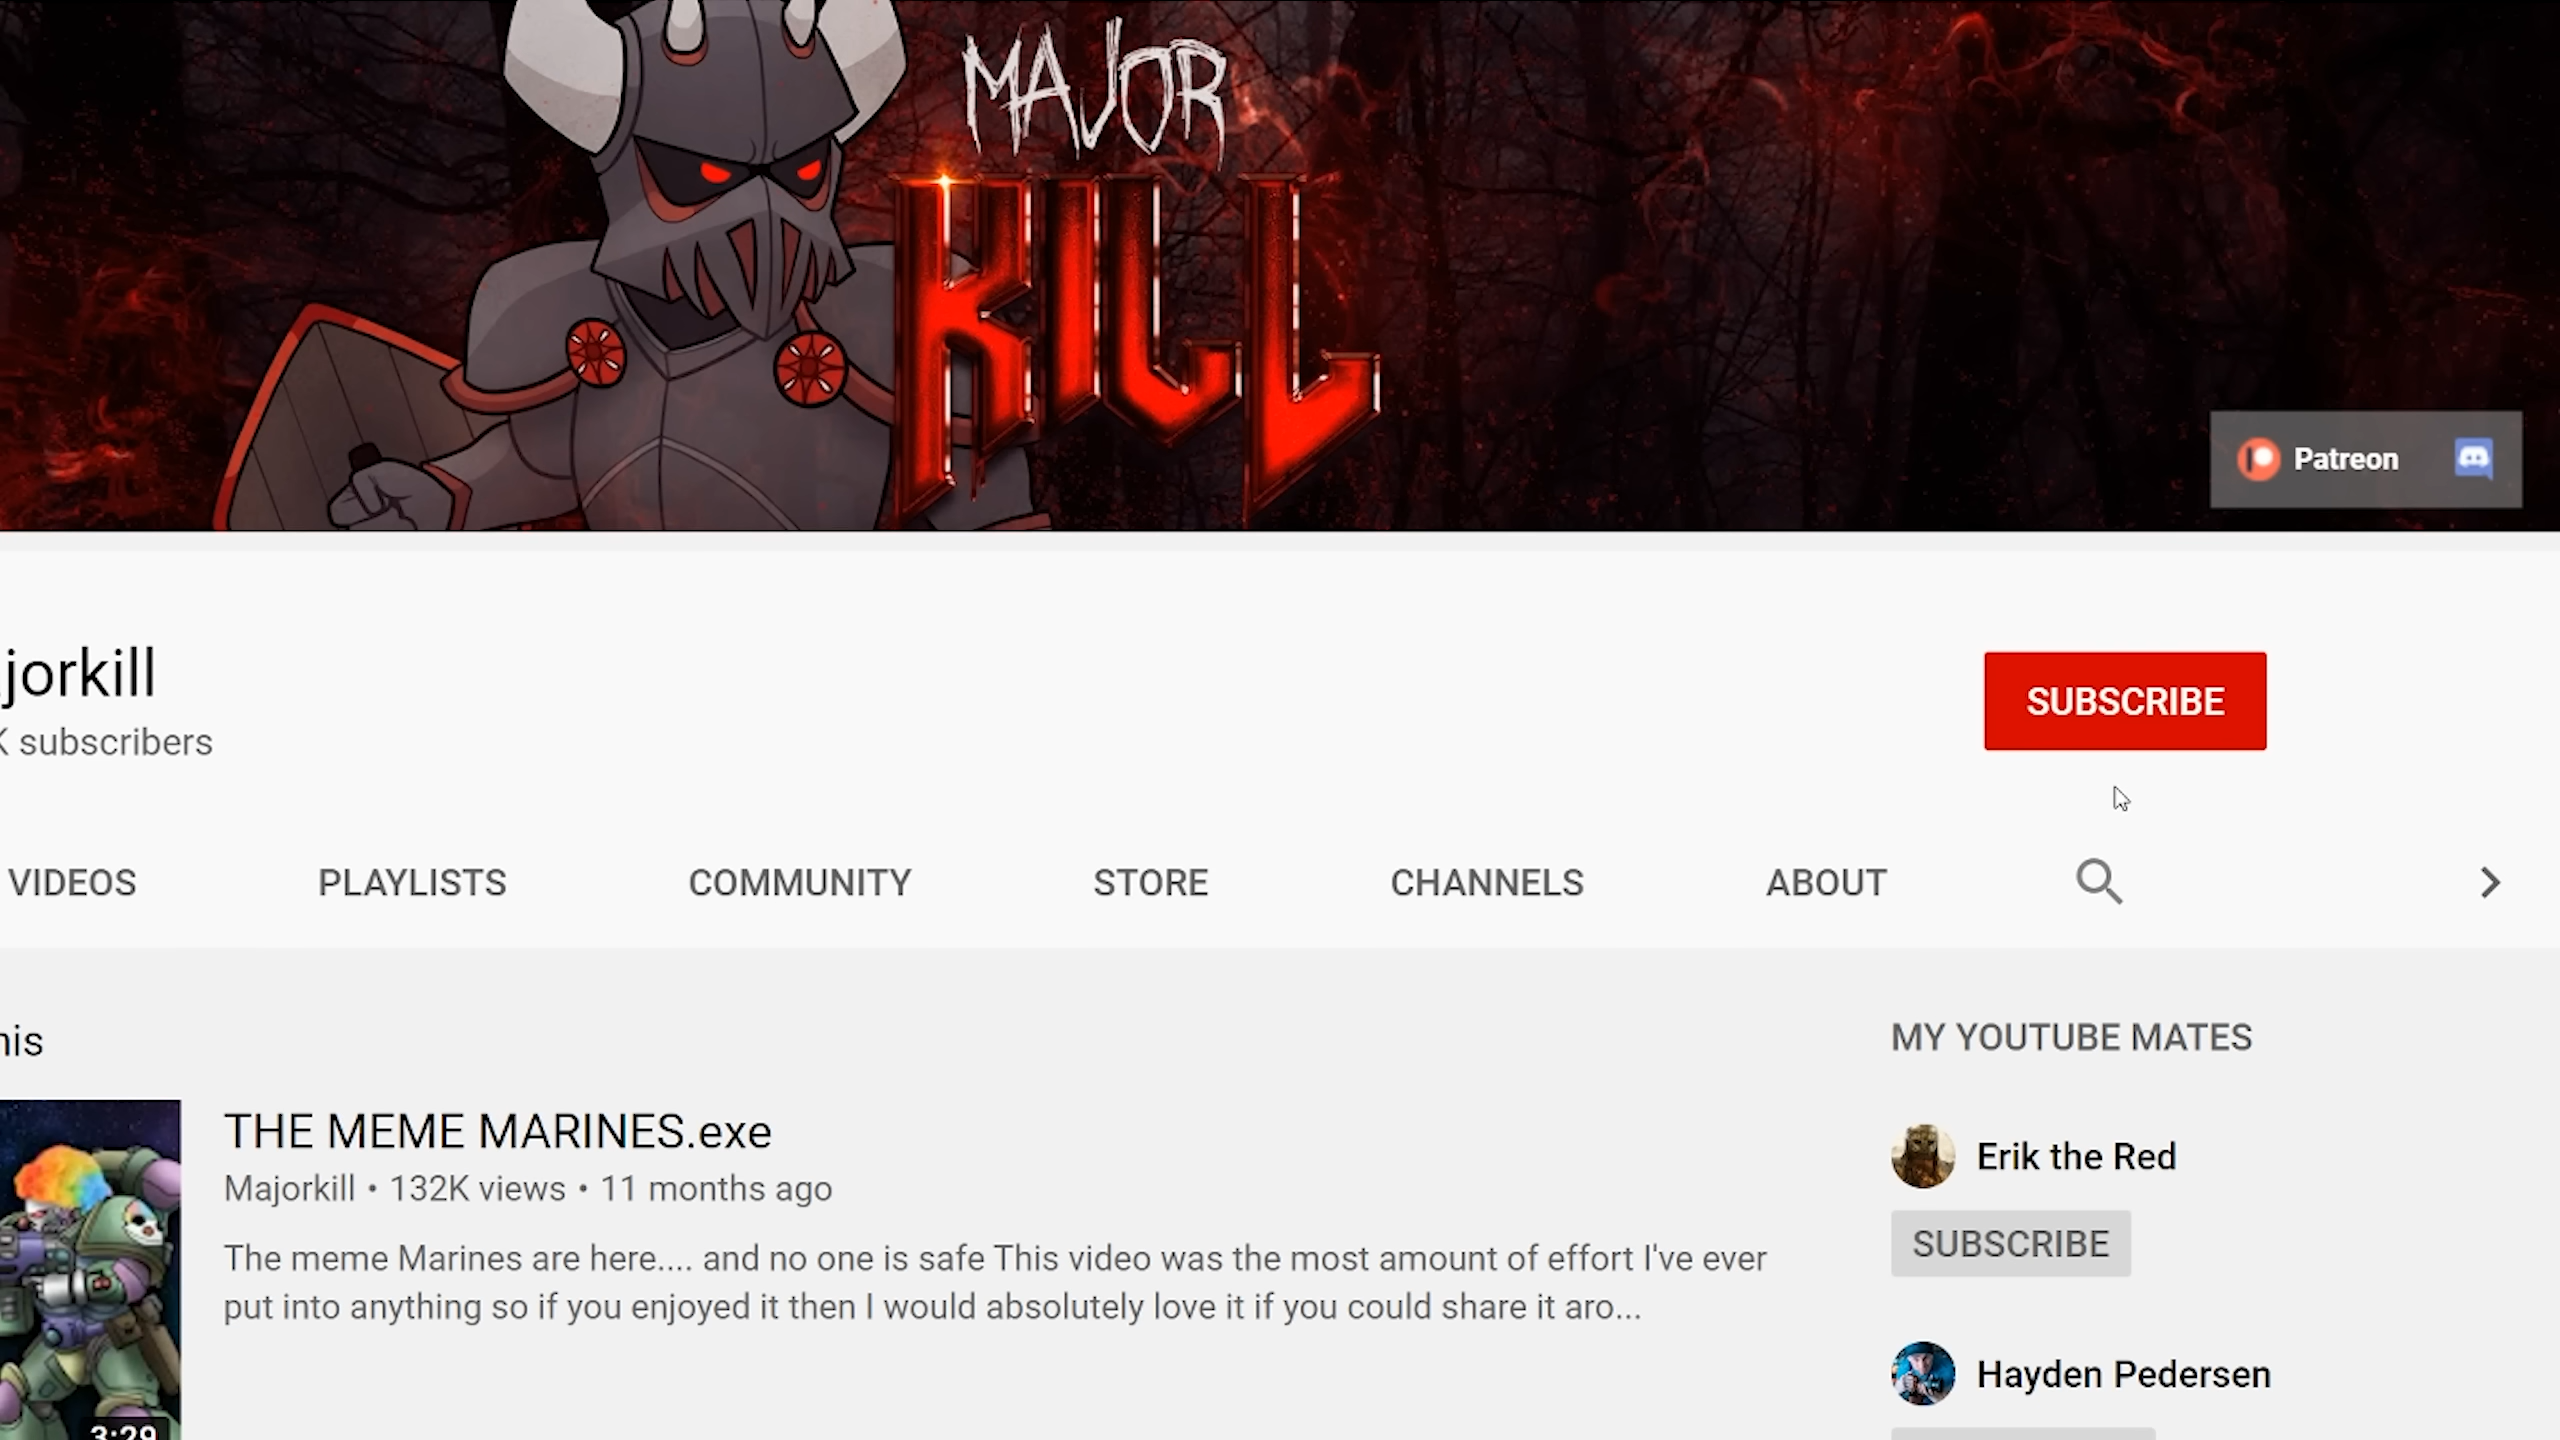 MAJOR
KILL
Patreon
jorkill
K subscribers
SUBSCRIBE
VIDEOS
PLAYLISTS
COMMUNITY
STORE
CHANNELS
ABOUT
his
MY YOUTUBE MATES
THE MEME MARINES.exe
Majorkill • 132K views • 11 months ago
The meme Marines are here.... and no one is safe This video was the most amount of effort I've ever
put into anything so if you enjoyed it then I would absolutely love it if you could share it aro...
3:29
Erik the Red
SUBSCRIBE
Hayden Pedersen